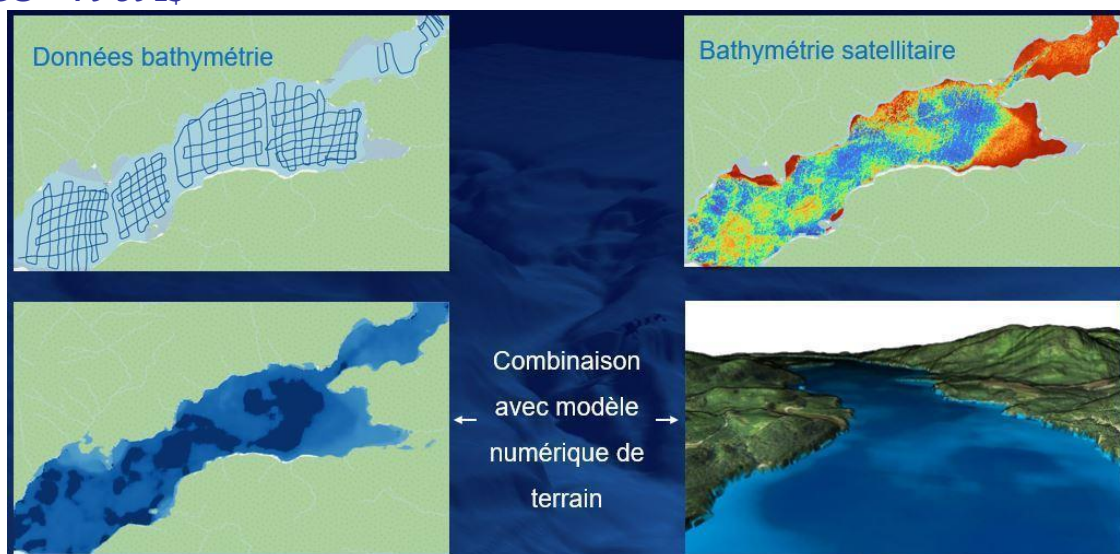 Données bathymétrie
Bathymétrie satellitaire
Combinaison
avec modèle
numérique de
terrain